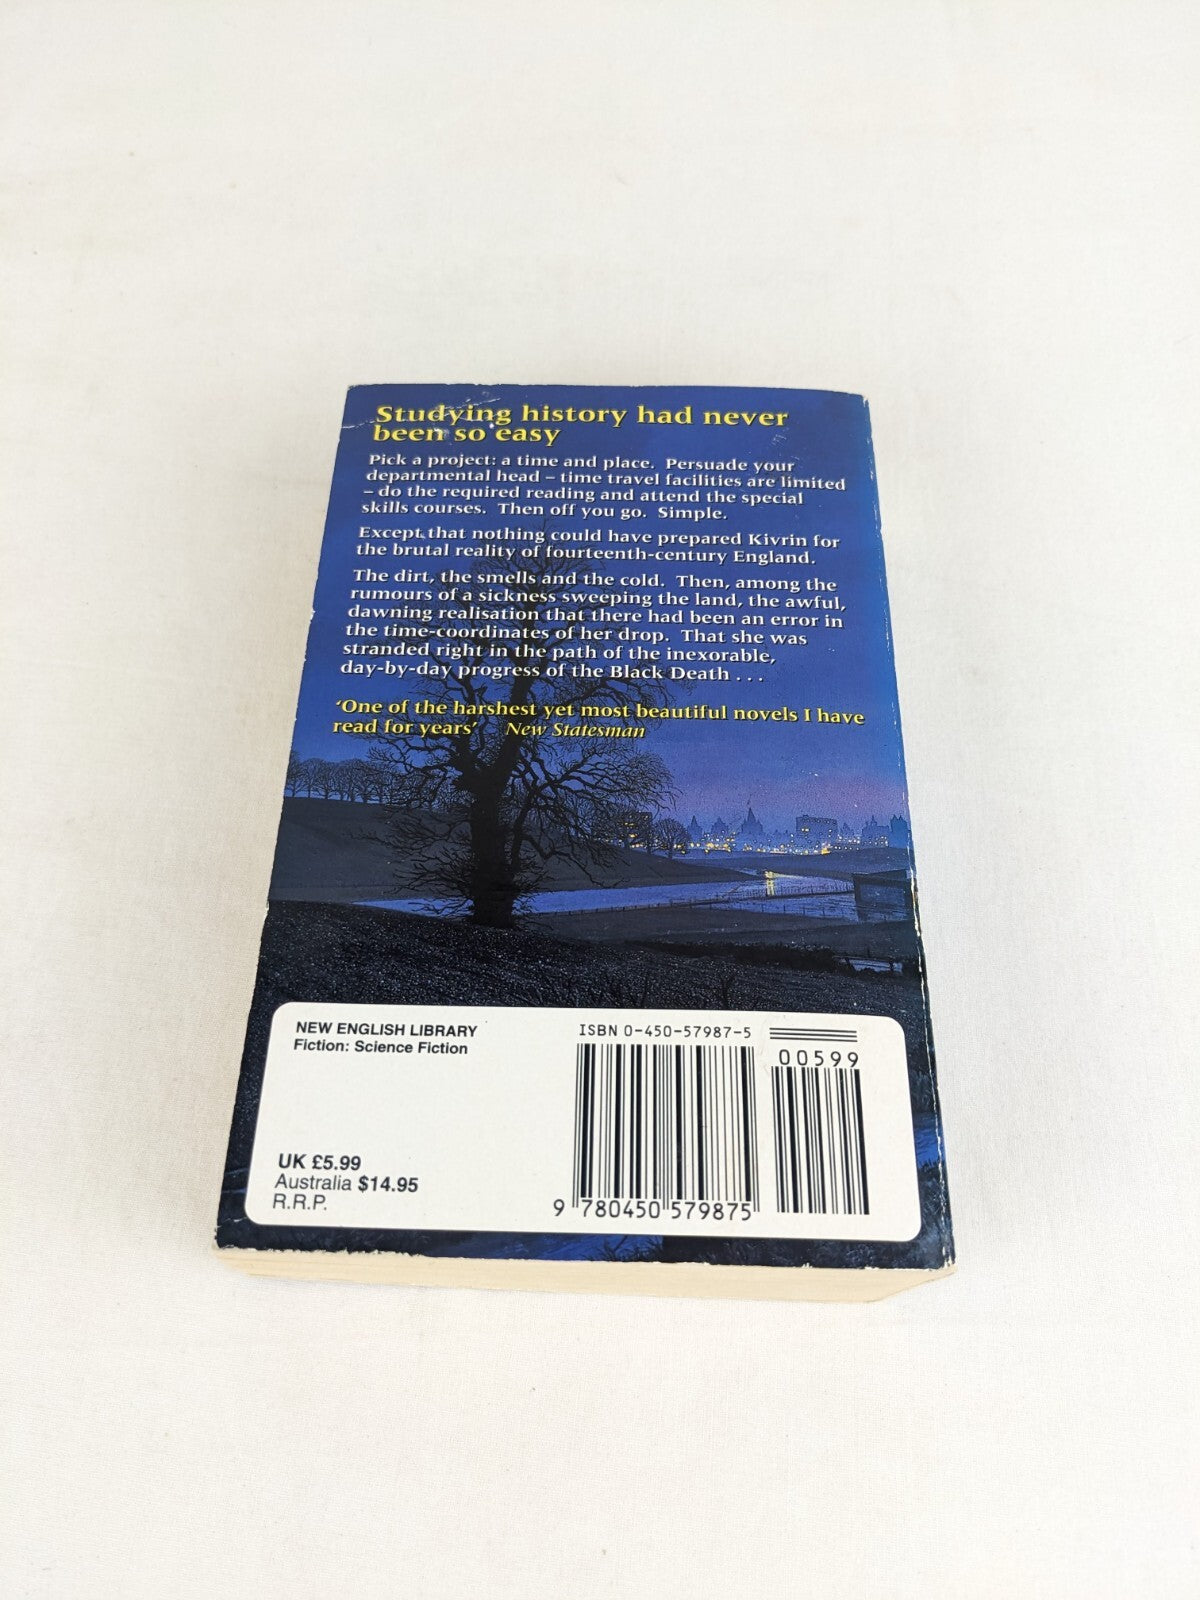 Studying history had never
been so easy
Pick a project: a time and place. Persuade your
departmental head – time travel facilities are limited
– do the required reading and attend the special
skills courses. Then off you go. Simple.
Except that nothing could have prepared Kivrin for
the brutal reality of fourteenth-century England.
The dirt, the smells and the cold. Then, among the
rumours of a sickness sweeping the land, the awful,
dawning realisation that there had been an error in
the time-coordinates of her drop. That she was
stranded right in the path of the inexorable,
day-by-day progress of the Black Death . . .
‘One of the harshest yet most beautiful novels I have
read for years’ New Statesman
NEW ENGLISH LIBRARY
Fiction: Science Fiction
ISBN 0-450-57987-5
00599
UK £5.99
Australia $14.95
R.R.P.
9 780450 579875